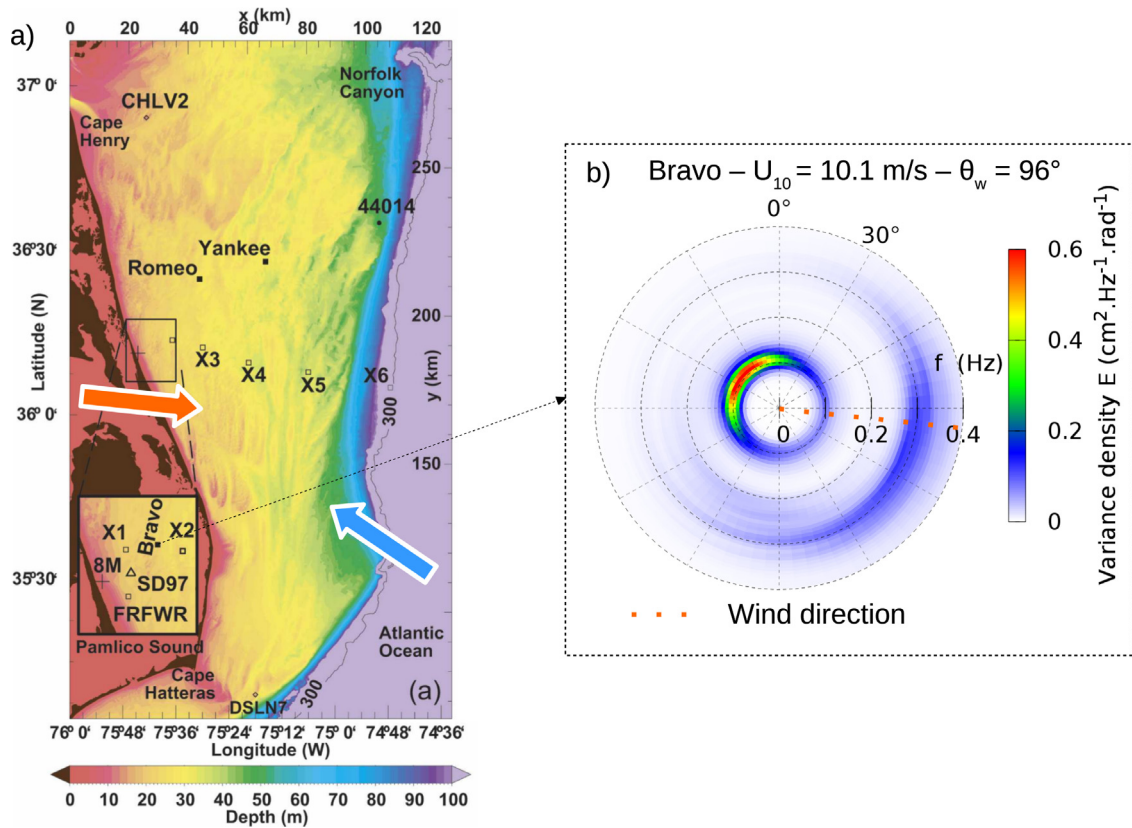 a)
x (km)
0 20 40 60 80 100 120
37° 0'
36°30'
36° 0'
35°30'
Latitude (N)
Norfolk
Canyon
CHLV2
Cape
Henry
250
44014
Yankee
Romeo
200
X3
X4
X5
X6
300
y (km)
150
X1
Bravo
X2
8M
SD97
FRFWR
Pamlico Sound
Atlantic
Ocean
Cape
Hatteras
DSLN7
300
(a)
76° 0' 75°48' 75°36' 75°24' 75°12' 75° 0' 74°48' 74°36'
Longitude (W)
0 10 20 30 40 50 60 70 80 90 100
Depth (m)
b) Bravo – U10 = 10.1 m/s – θw = 96°
0°
30°
f (Hz)
0 0.2 0.4
0.6
0.4
0.2
0
Variance density E (cm2.Hz-1.rad-1)
Wind direction